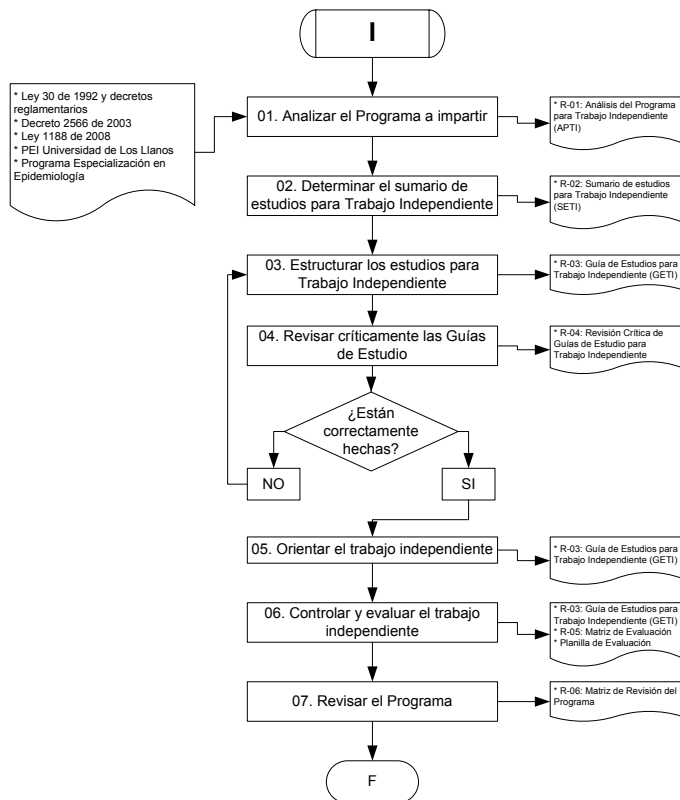 I
* Ley 30 de 1992 y decretos
reglamentarios
* Decreto 2566 de 2003
* Ley 1188 de 2008
* PEI Universidad de Los Llanos
* Programa Especialización en
Epidemiología
01. Analizar el Programa a impartir
* R-01: Análisis del Programa
para Trabajo Independiente
(APTI)
02. Determinar el sumario de
estudios para Trabajo Independiente
* R-02: Sumario de estudios
para Trabajo Independiente
(SETI)
03. Estructurar los estudios para
Trabajo Independiente
* R-03: Guía de Estudios para
Trabajo Independiente (GETI)
04. Revisar críticamente las Guías
de Estudio
* R-04: Revisión Crítica de
Guías de Estudio para
Trabajo Independiente
¿Están
correctamente
hechas?
NO
SI
05. Orientar el trabajo independiente
* R-03: Guía de Estudios para
Trabajo Independiente (GETI)
06. Controlar y evaluar el trabajo
independiente
* R-03: Guía de Estudios para
Trabajo Independiente (GETI)
* R-05: Matriz de Evaluación
* Planilla de Evaluación
07. Revisar el Programa
* R-06: Matriz de Revisión del
Programa
F